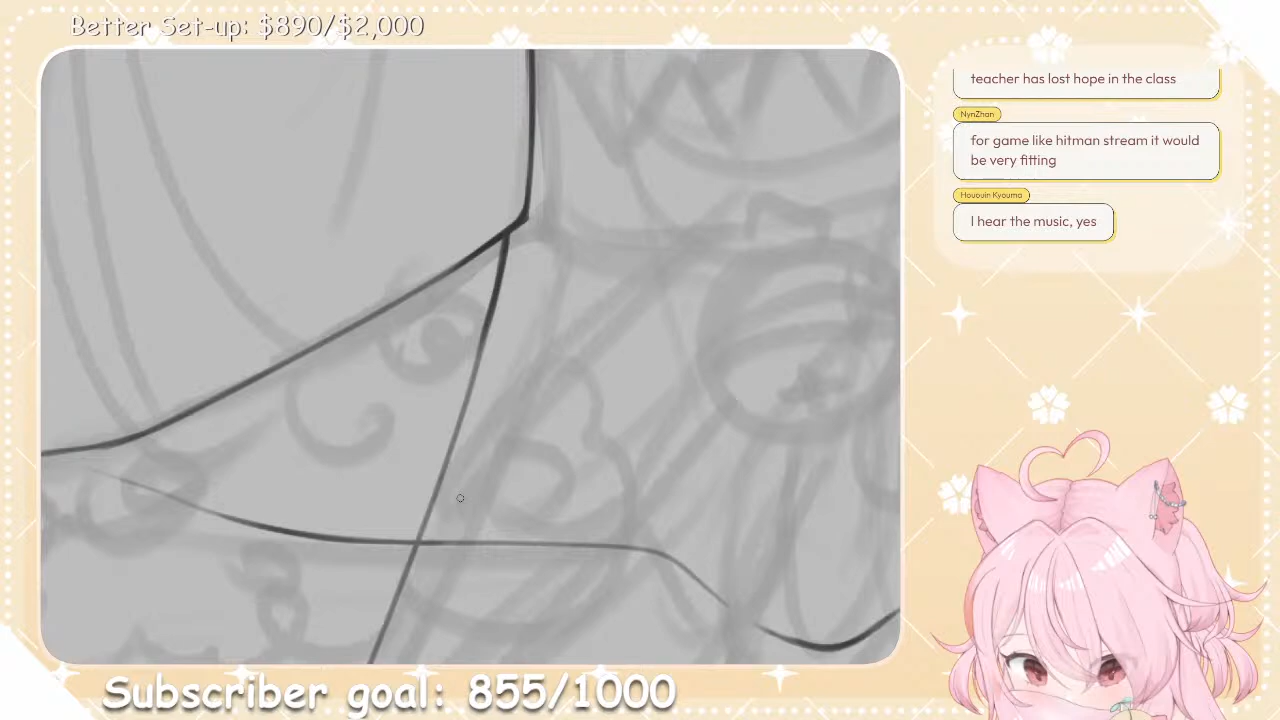 Better Set-up: $890/$2,000
teacher has lost hope in the class
NynZhan
for game like hitman stream it would
be very fitting
Hououin Kyouma
I hear the music, yes
Subscriber goal: 855/1000